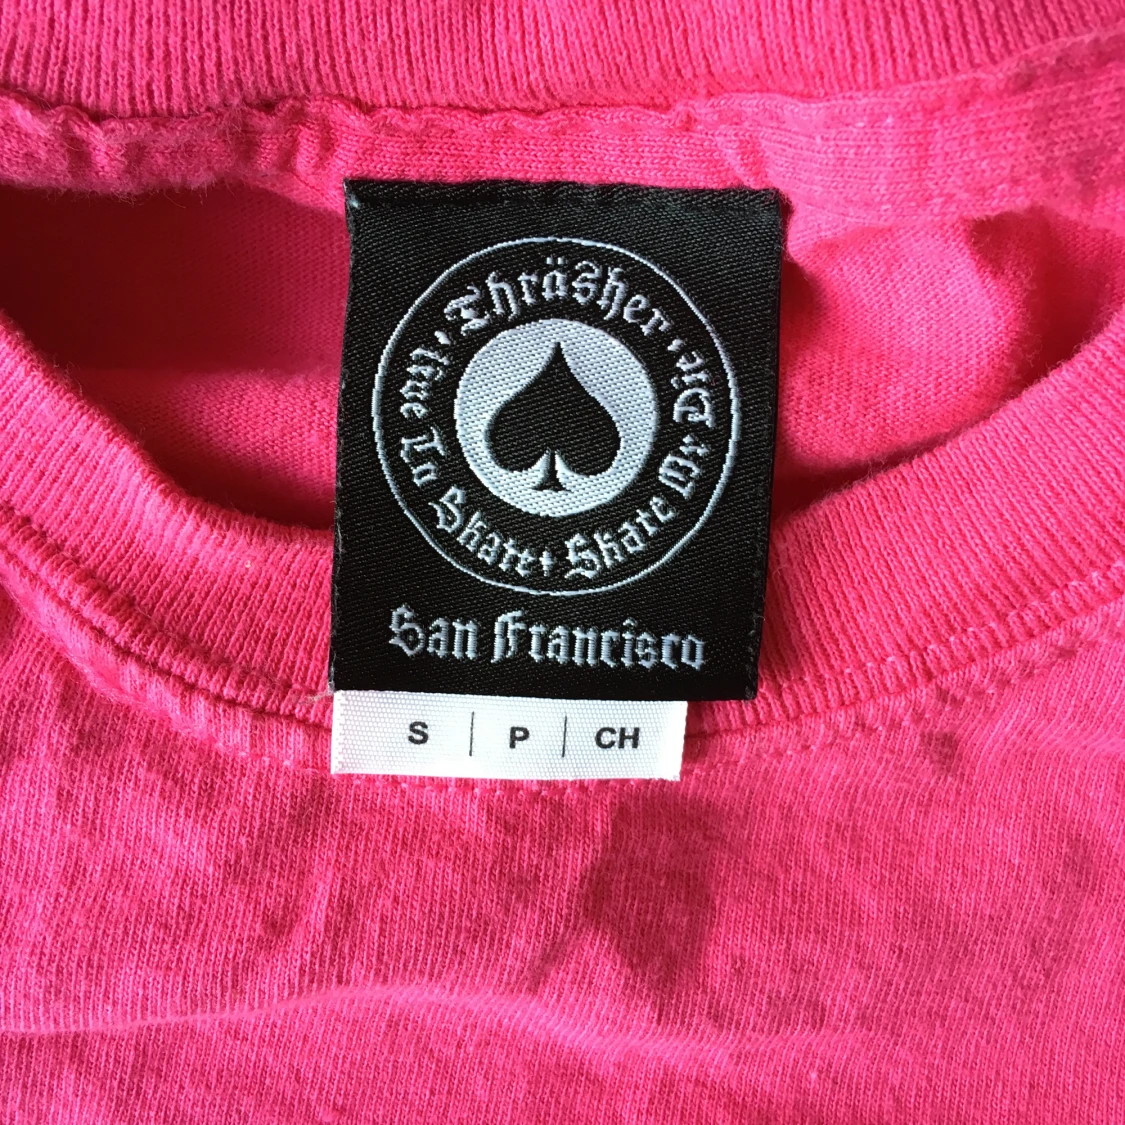 Thräsher
Live To Skate + Skate Or Die
San Francisco
S | P | CH